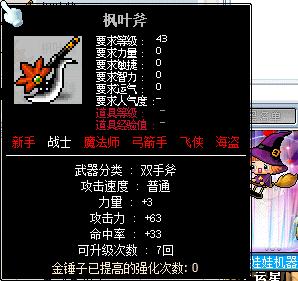 枫叶斧
要求等级： 43
要求力量： 0
要求敏捷： 0
要求智力： 0
要求运气： 0
要求人气度：-
道具等级： -
道具经验值： -
新手 战士 魔法师 弓箭手 飞侠 海盗
武器分类 : 双手斧
攻击速度 : 普通
力量 : +3
攻击力 : +63
命中率 : +33
可升级次数 : 7回
金锤子已提高的强化次数: 0
娃娃机器